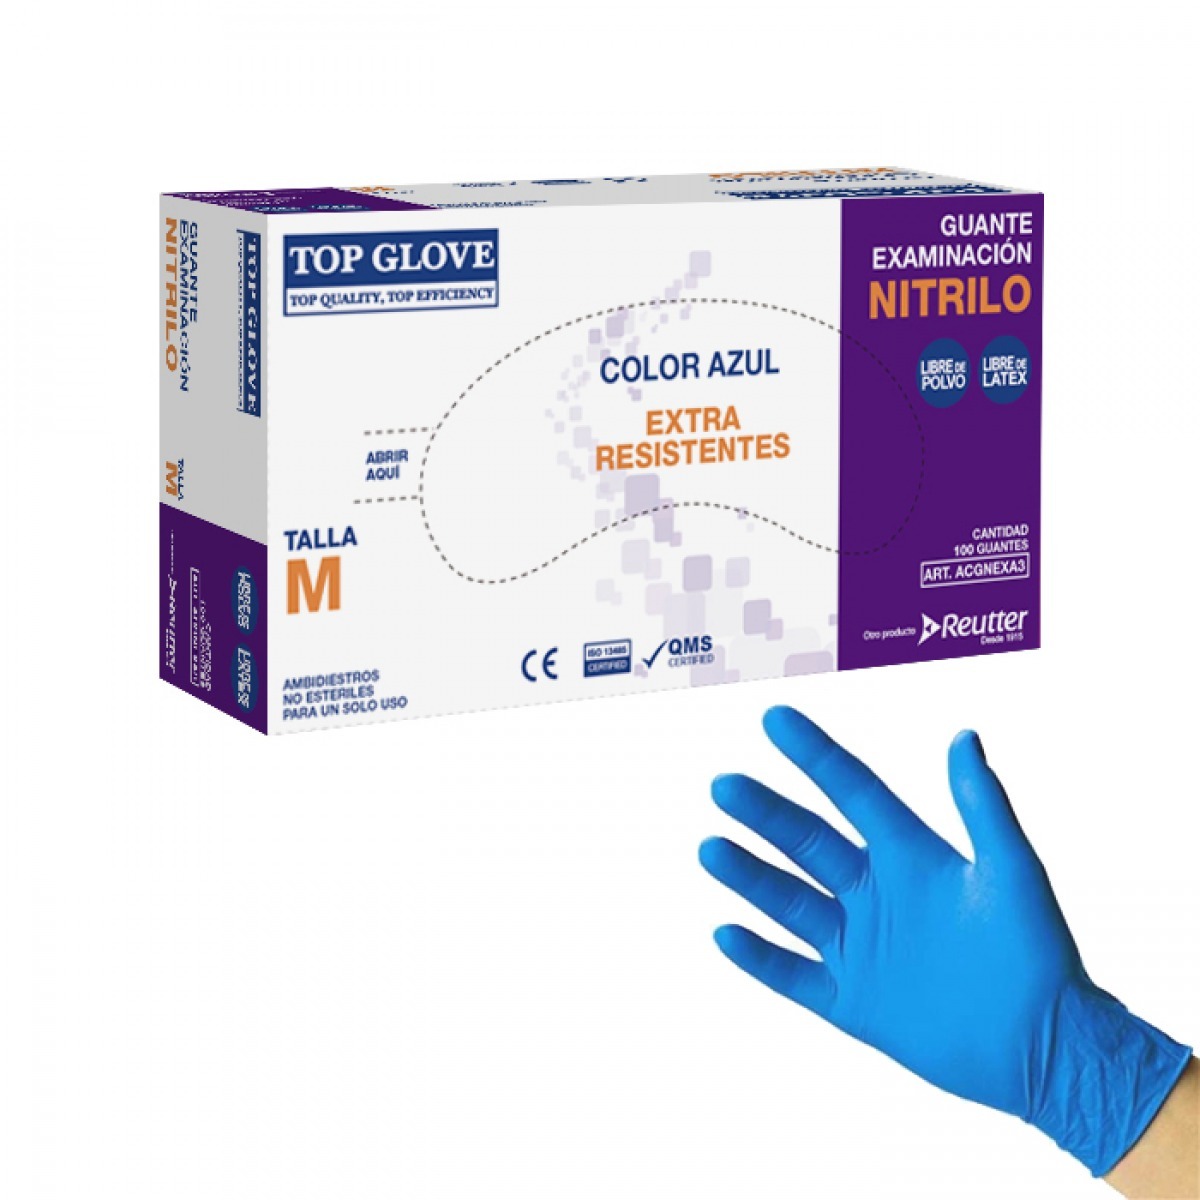 TOP GLOVE
TOP QUALITY, TOP EFFICIENCY
COLOR AZUL
EXTRA
RESISTENTES
ABRIR
AQUÍ
TALLA
M
AMBIDIESTROS
NO ESTERILES
PARA UN SOLO USO
CE
ISO 13485
CERTIFIED
QMS
CERTIFIED
GUANTE
EXAMINACIÓN
NITRILO
LIBRE DE
POLVO
LIBRE DE
LATEX
CANTIDAD
100 GUANTES
ART. ACGNEXA3
Otro producto
Reutter
Desde 1915
GUANTE
EXAMINACIÓN
NITRILO
TOP GLOVE
TALLA
M